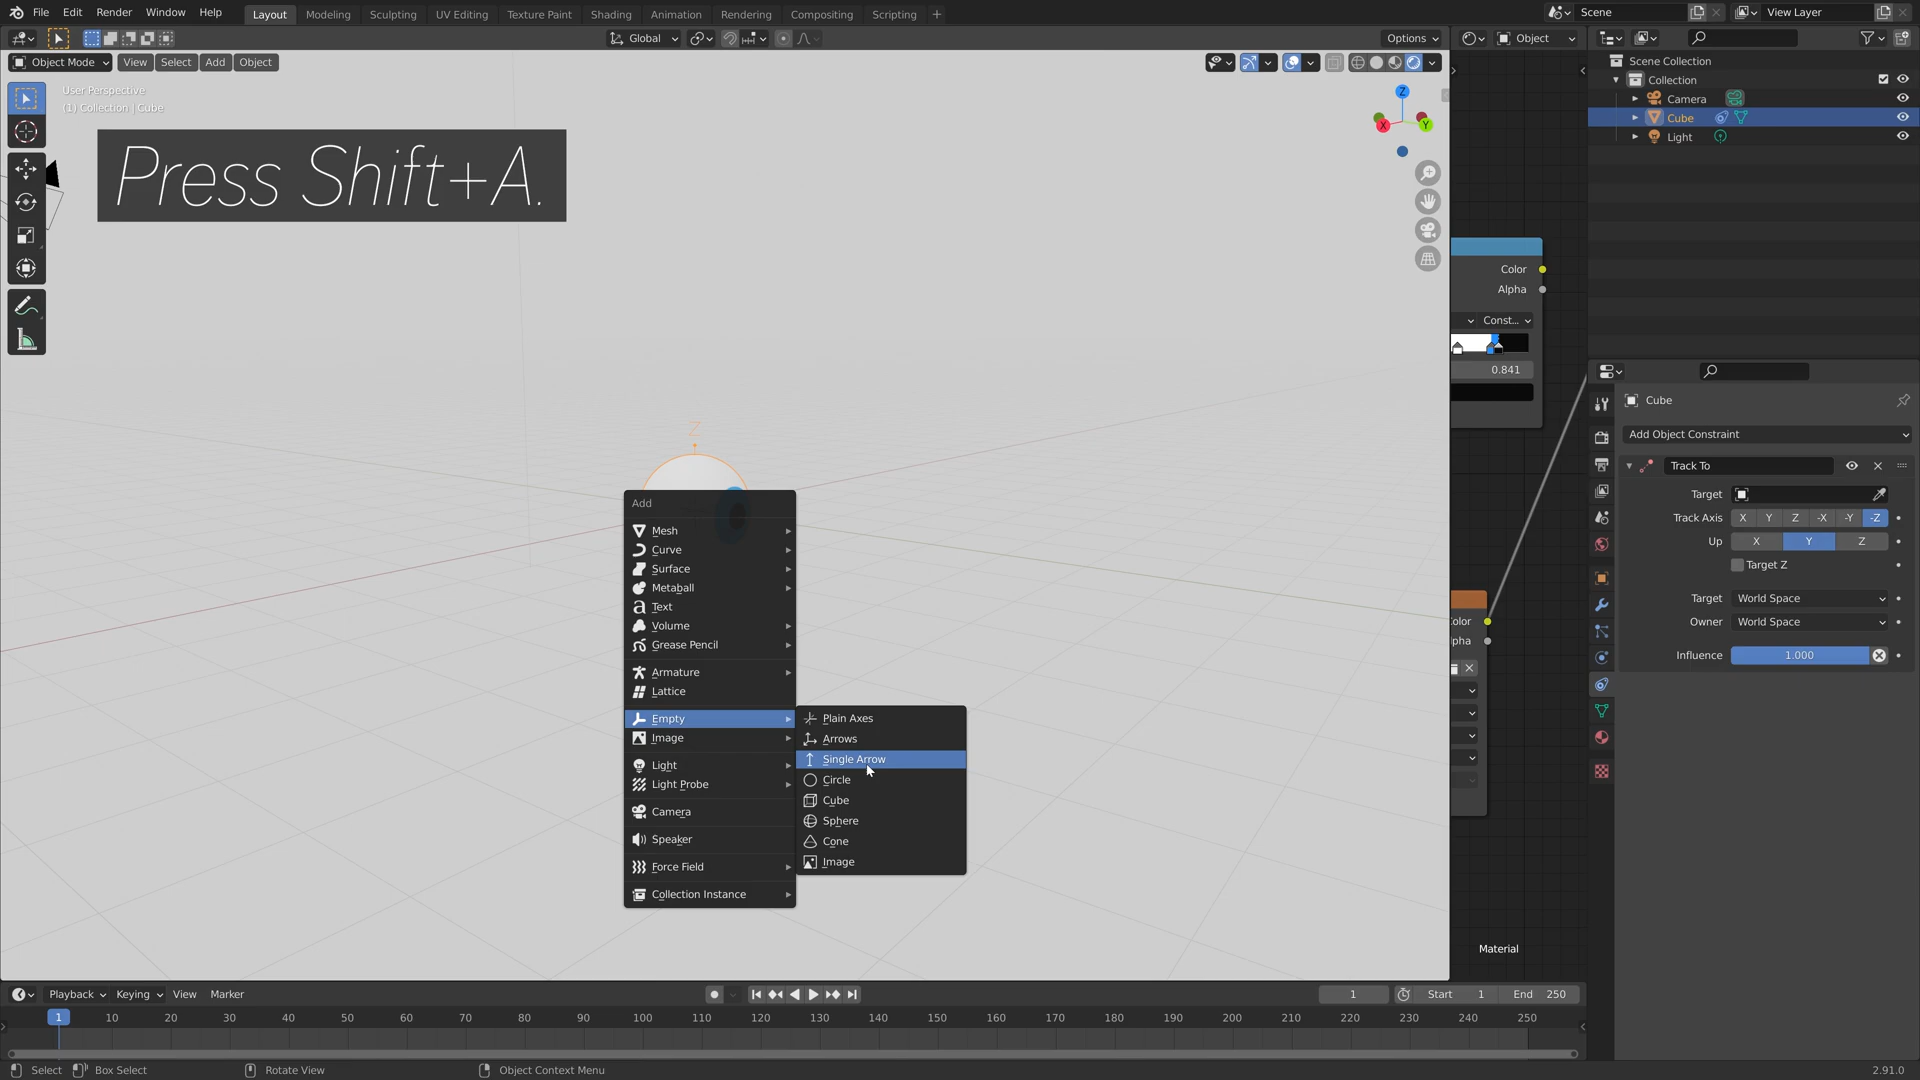 File Edit Render Window Help Layout Modeling Sculpting UV Editing Texture Paint Shading Animation Rendering Compositing Scripting + Scene View Layer
Global Options Object
Object Mode View Select Add Object
User Perspective
(1) Collection | Cube
Press Shift+A.
Z
X
Y
Z
Add
Mesh
Curve
Surface
Metaball
Text
Volume
Grease Pencil
Armature
Lattice
Empty
Image
Light
Light Probe
Camera
Speaker
Force Field
Collection Instance
Plain Axes
Arrows
Single Arrow
Circle
Cube
Sphere
Cone
Image
Color
Alpha
Const...
0.841
Color
pha
Material
Scene Collection
Collection
Camera
Cube
Light
Cube
Add Object Constraint
Track To
Target
Track Axis X Y Z -X -Y -Z
Up X Y Z
Target Z
Target World Space
Owner World Space
Influence 1.000
Playback Keying View Marker 1 Start 1 End 250
1 10 20 30 40 50 60 70 80 90 100 110 120 130 140 150 160 170 180 190 200 210 220 230 240 250
Select Box Select Rotate View Object Context Menu 2.91.0